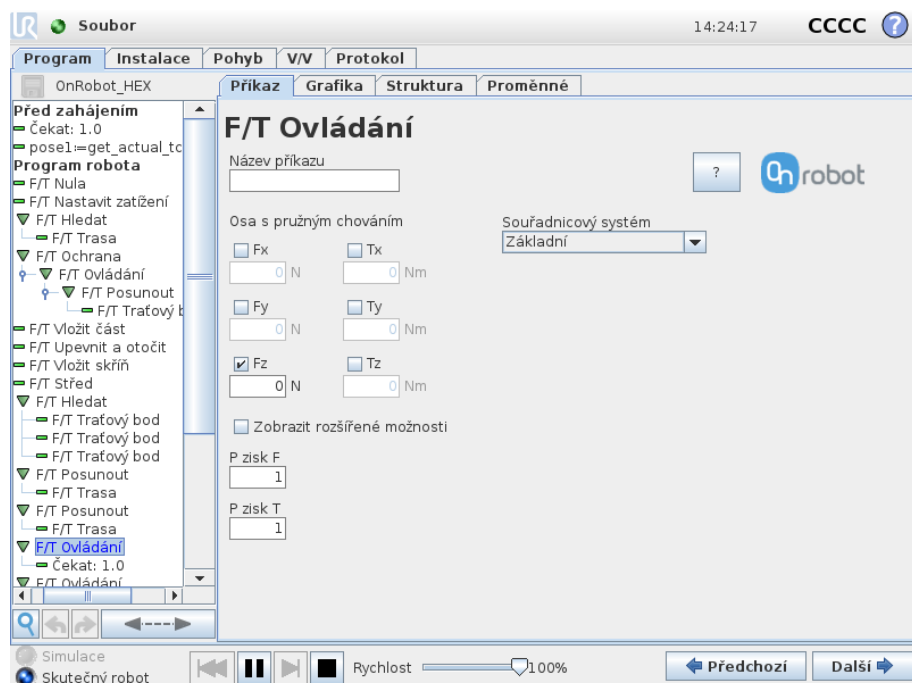 Soubor
14:24:17
CCCC
?
Program
Instalace
Pohyb
V/V
Protokol
OnRobot_HEX
Příkaz
Grafika
Struktura
Proměnné
Před zahájením
Čekat: 1.0
pose1≔get_actual_tc
Program robota
F/T Nula
F/T Nastavit zatížení
F/T Hledat
F/T Trasa
F/T Ochrana
F/T Ovládání
F/T Posunout
F/T Traťový b
F/T Vložit část
F/T Upevnit a otočit
F/T Vložit skříň
F/T Střed
F/T Hledat
F/T Traťový bod
F/T Traťový bod
F/T Traťový bod
F/T Posunout
F/T Trasa
F/T Posunout
F/T Trasa
F/T Ovládání
Čekat: 1.0
F/T Ovládání
F/T Ovládání
Název příkazu
?
On robot
Osa s pružným chováním
Souřadnicový systém
Základní
Fx
Tx
0 N
0 Nm
Fy
Ty
0 N
0 Nm
Fz
Tz
0 N
0 Nm
Zobrazit rozšířené možnosti
P zisk F
1
P zisk T
1
Simulace
Skutečný robot
Rychlost
100%
Předchozí
Další